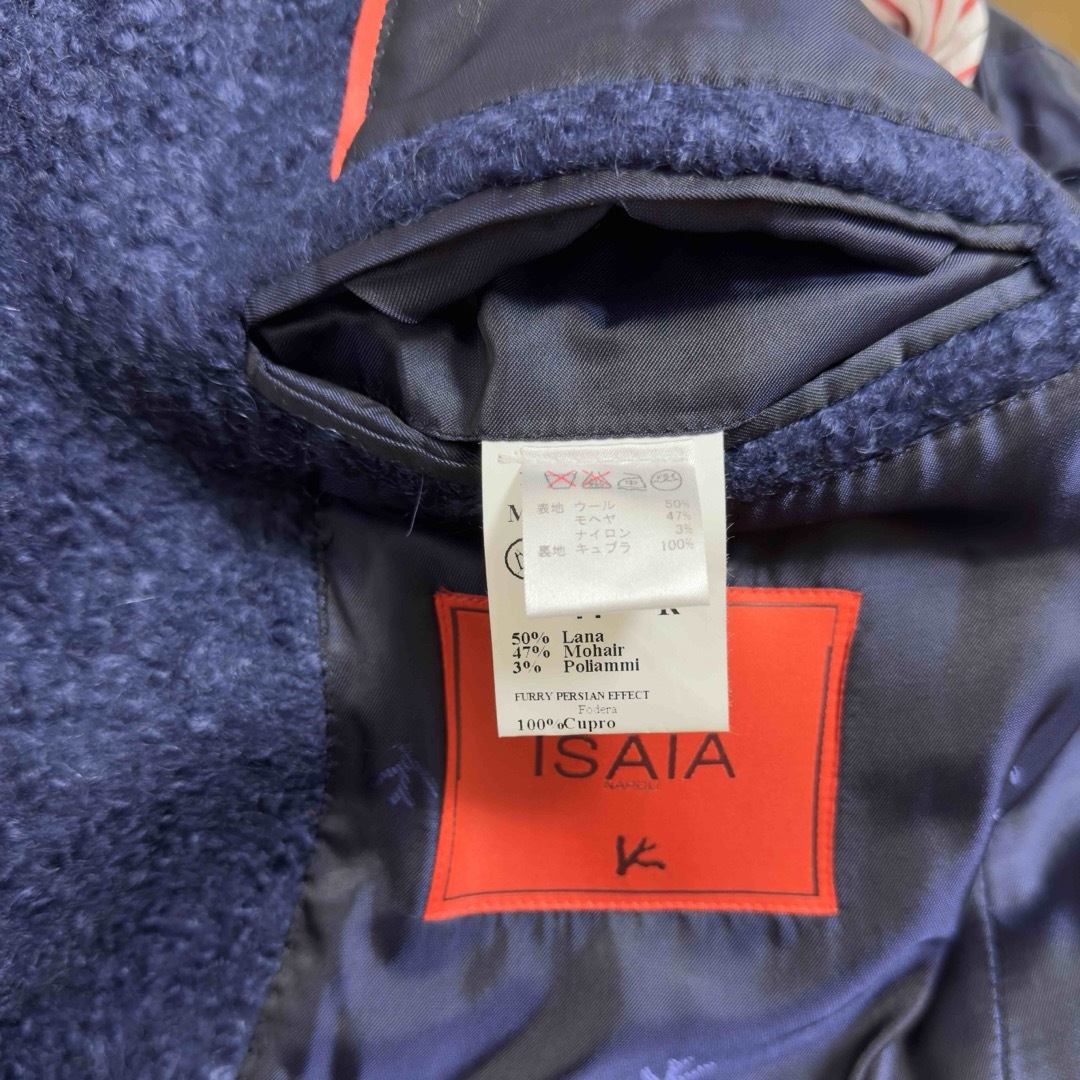 表地 ウール 50%
モヘヤ 47%
ナイロン 3%
裏地 キュプラ 100%
50% Lana
47% Mohair
3% Poliammi
FURRY PERSIAN EFFECT
Fodera
100%Cupro
ISAIA
NAPOLI